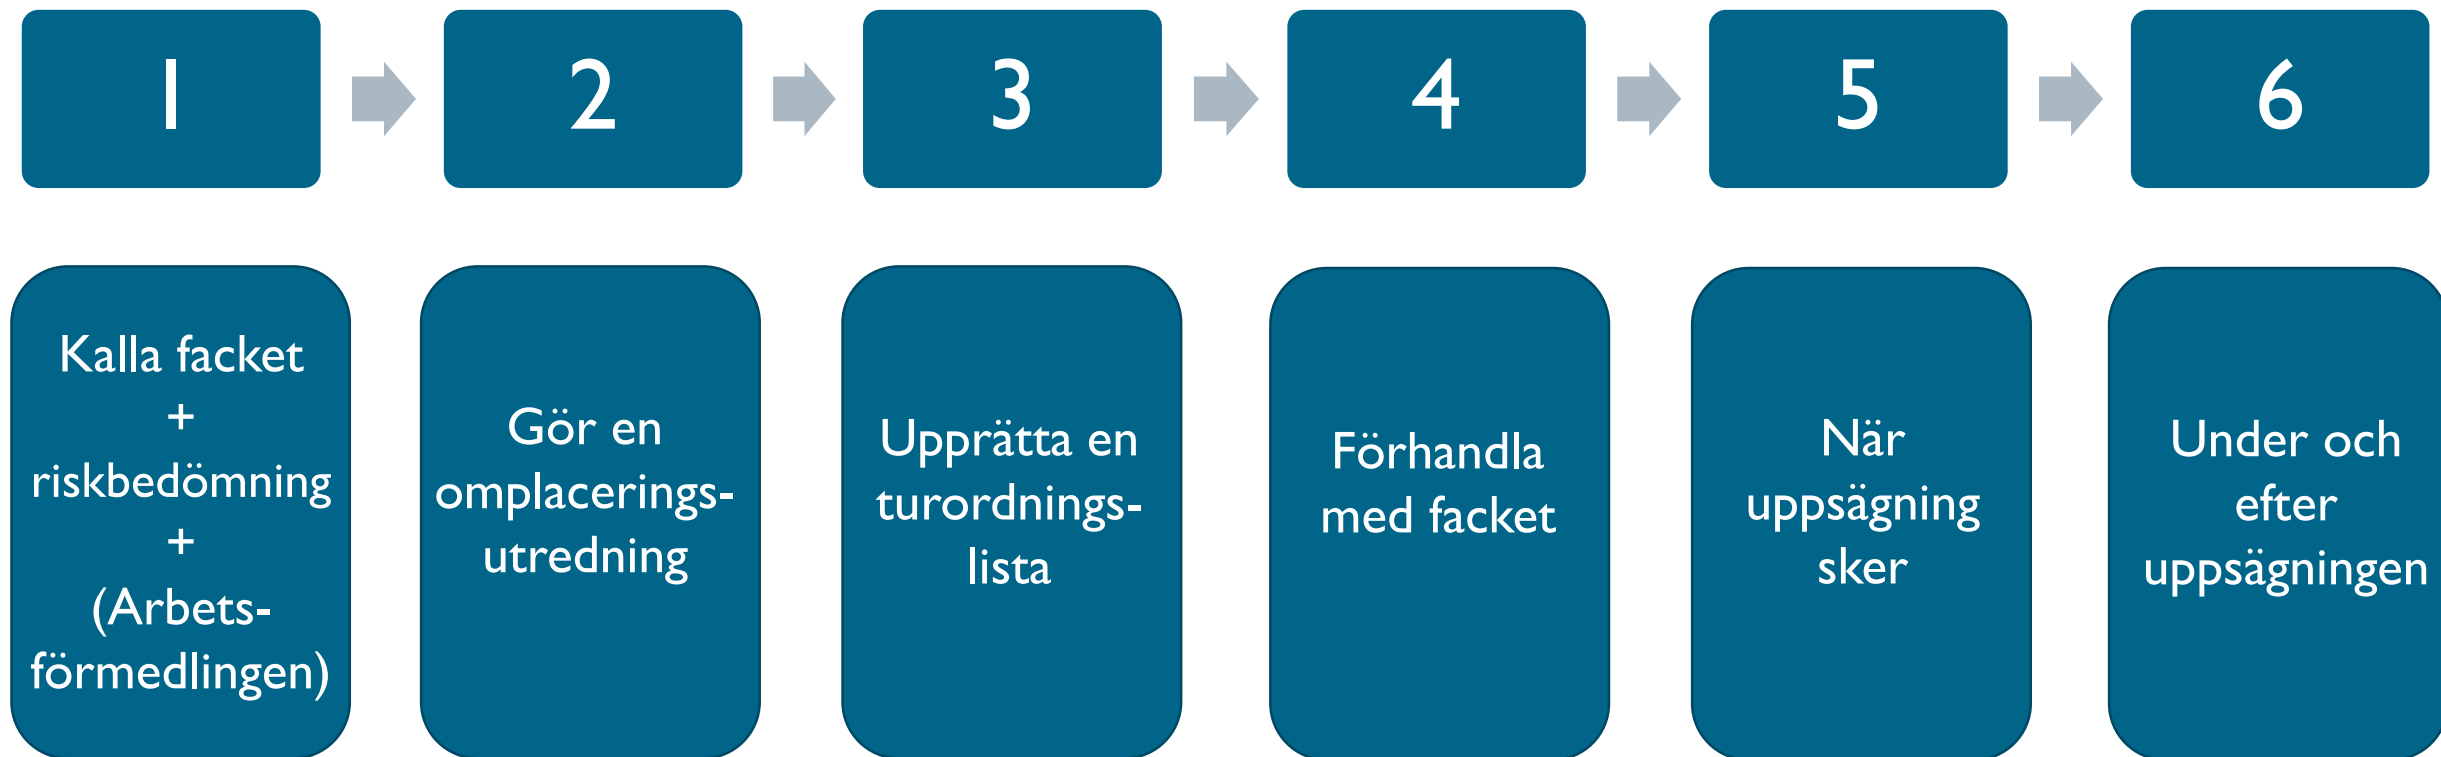 1
2
3
4
5
6
Kalla facket
+
riskbedömning
+
(Arbets-
förmedlingen)
Gör en
omplacerings-
utredning
Upprätta en
turordnings-
lista
Förhandla
med facket
När
uppsägning
sker
Under och
efter
uppsägningen